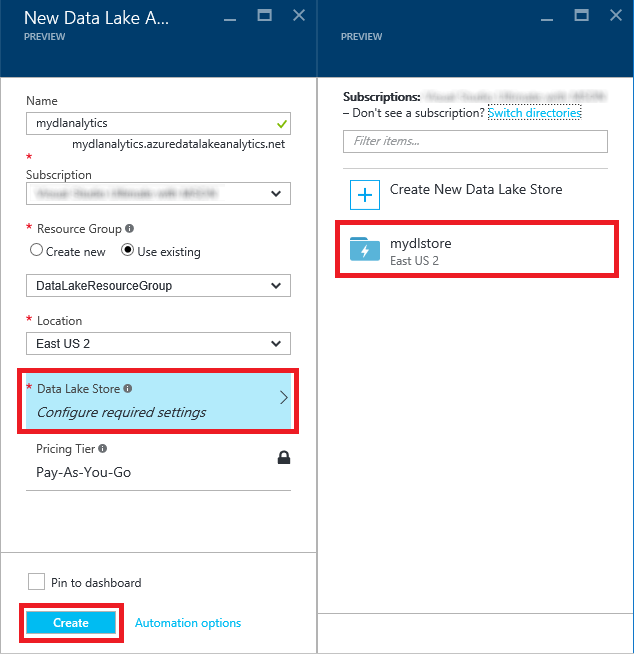 New Data Lake A...
PREVIEW
Name
mydlanalytics
mydlanalytics.azuredatalakeanalytics.net
*
Subscription
* Resource Group
Create new
Use existing
DataLakeResourceGroup
* Location
East US 2
* Data Lake Store
Configure required settings
Pricing Tier
Pay-As-You-Go
Pin to dashboard
Create
Automation options
PREVIEW
Subscriptions:
– Don't see a subscription? Switch directories
Filter items...
Create New Data Lake Store
mydlstore
East US 2